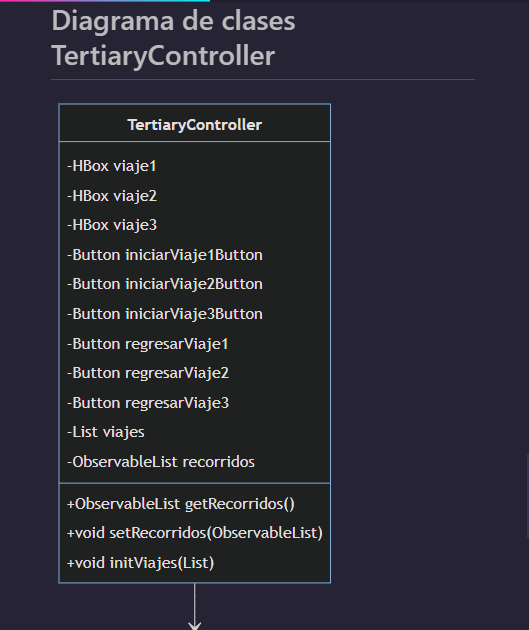 Diagrama de clases
TertiaryController
TertiaryController
-HBox viaje1
-HBox viaje2
-HBox viaje3
-Button iniciarViaje1Button
-Button iniciarViaje2Button
-Button iniciarViaje3Button
-Button regresarViaje1
-Button regresarViaje2
-Button regresarViaje3
-List viajes
-ObservableList recorridos
+ObservableList getRecorridos()
+void setRecorridos(ObservableList)
+void initViajes(List)